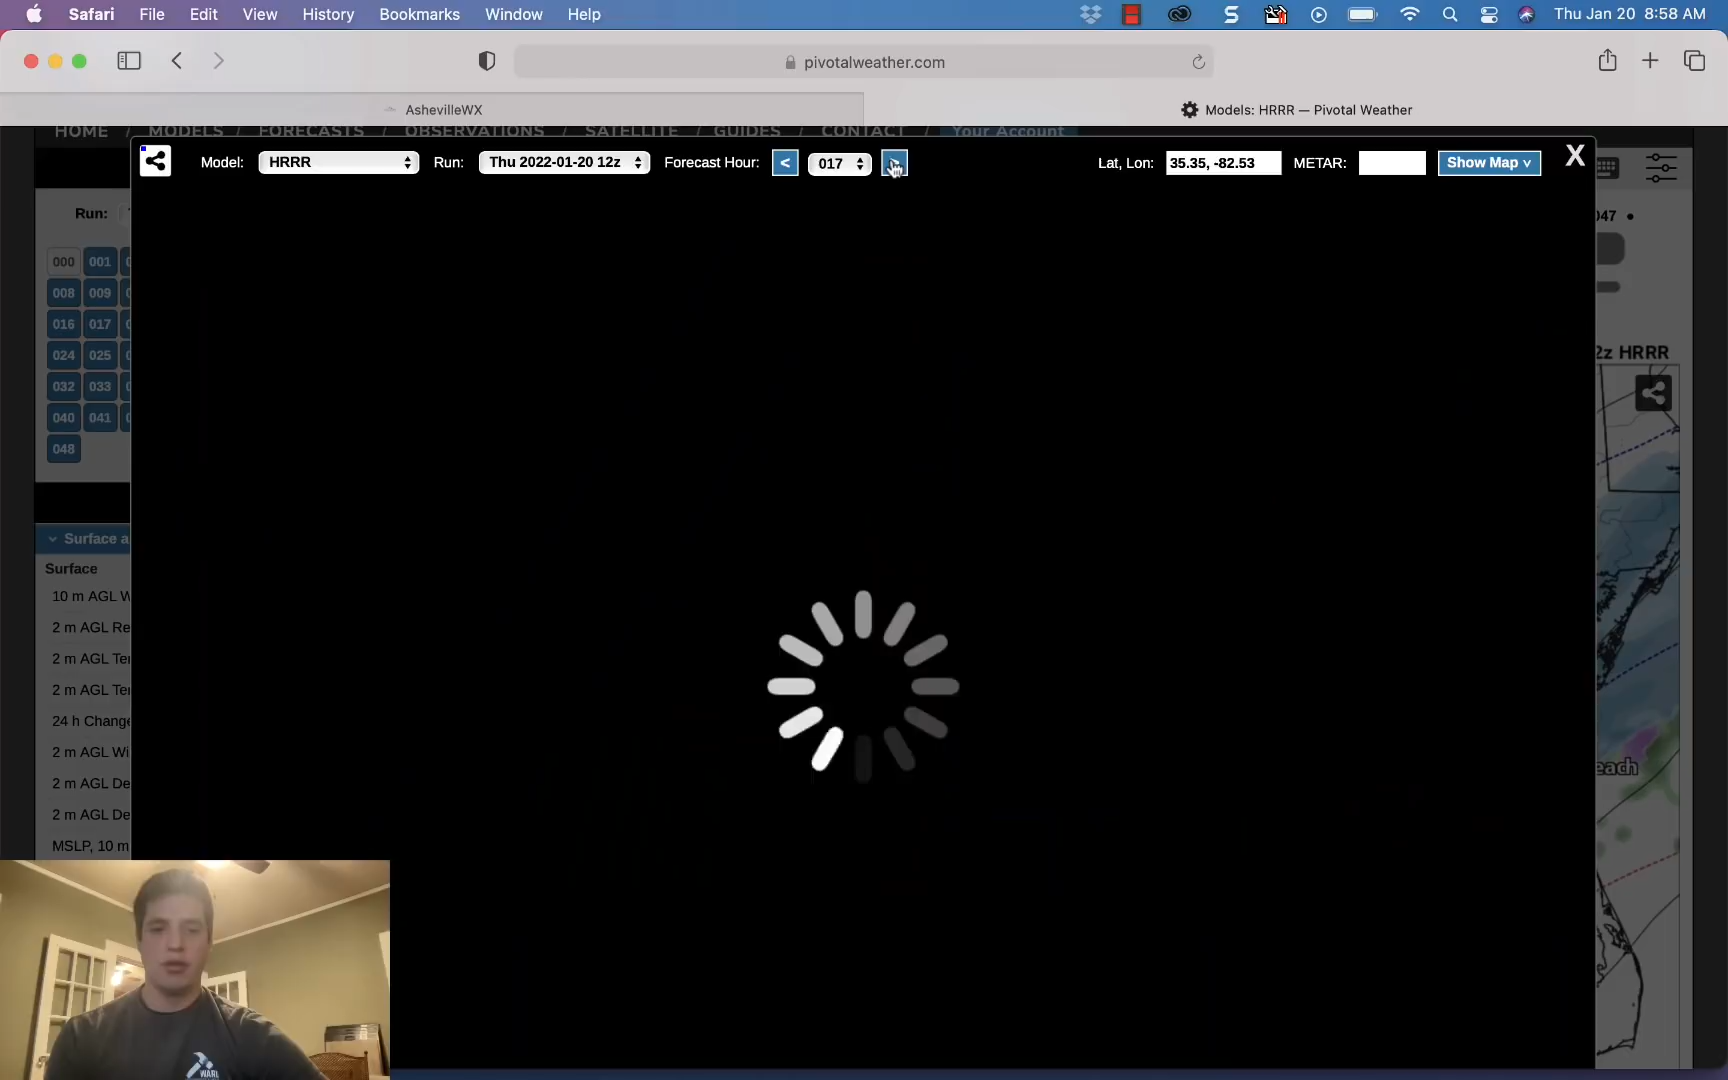 Safari File Edit View History Bookmarks Window Help Thu Jan 20 8:58 AM
pivotalweather.com
AshevilleWX Models: HRRR — Pivotal Weather
HOME / MODELS / FORECASTS / OBSERVATIONS / SATELLITE / GUIDES / CONTACT / Your Account
Model: HRRR Run: Thu 2022-01-20 12z Forecast Hour: < 017 > Lat, Lon: 35.35, -82.53 METAR: Show Map v X
Run: 047
000 001
008 009
016 017
024 025
032 033
040 041
048
2z HRRR
Surface a
Surface
10 m AGL W
2 m AGL Re
2 m AGL Te
2 m AGL Te
24 h Change
2 m AGL Wi
2 m AGL De
2 m AGL De
MSLP, 10 m
each